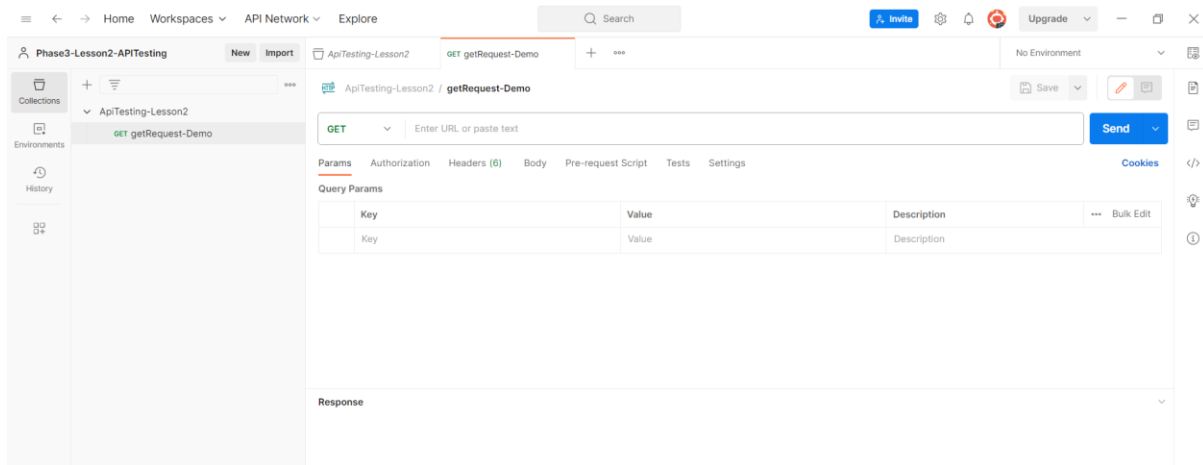 Home Workspaces API Network Explore Search Invite Upgrade
Phase3-Lesson2-APITesting New Import ApiTesting-Lesson2 GET getRequest-Demo No Environment
Collections
ApiTesting-Lesson2
GET getRequest-Demo
Environments
History
HTTP ApiTesting-Lesson2 / getRequest-Demo Save
GET Enter URL or paste text Send
Params Authorization Headers (6) Body Pre-request Script Tests Settings Cookies
Query Params
Key Value Description Bulk Edit
Key Value Description
Response